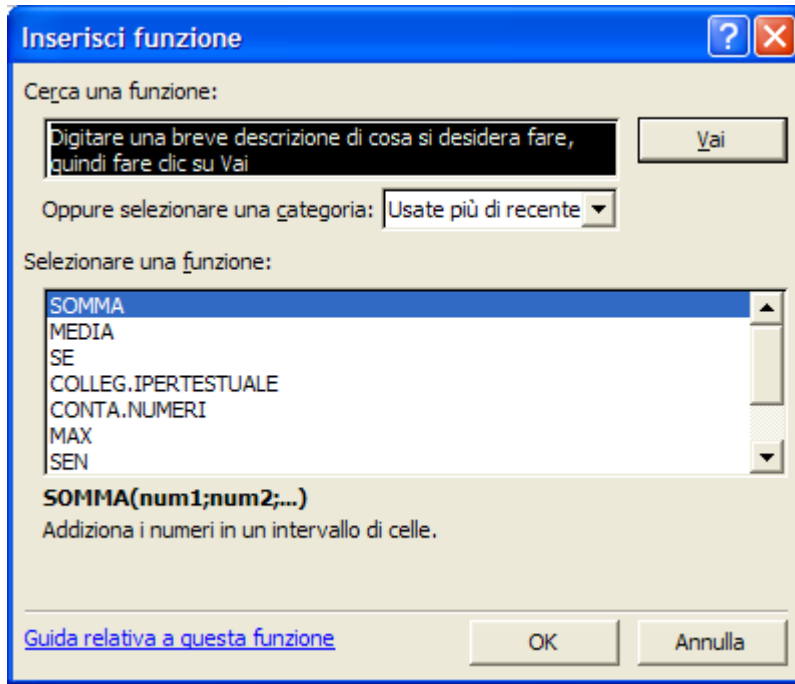 Inserisci funzione
Cerca una funzione:
Digitare una breve descrizione di cosa si desidera fare,
quindi fare clic su Vai
Vai
Oppure selezionare una categoria: Usate più di recente
Selezionare una funzione:
SOMMA
MEDIA
SE
COLLEG.IPERTESTUALE
CONTA.NUMERI
MAX
SEN
SOMMA(num1;num2;...)
Addiziona i numeri in un intervallo di celle.
Guida relativa a questa funzione
OK
Annulla